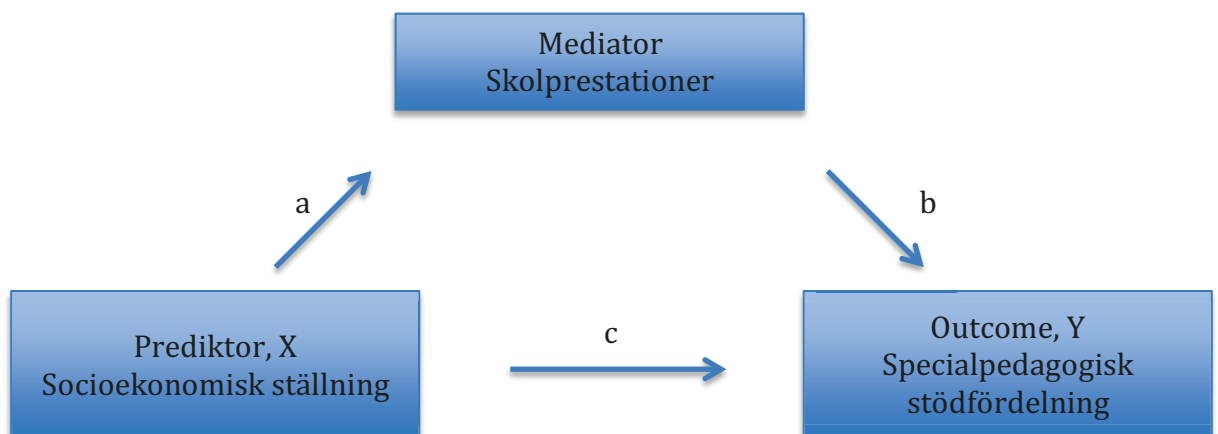 Mediator
Skolprestationer
a
b
Prediktor, X
Socioekonomisk ställning
c
Outcome, Y
Specialpedagogisk
stödfördelning